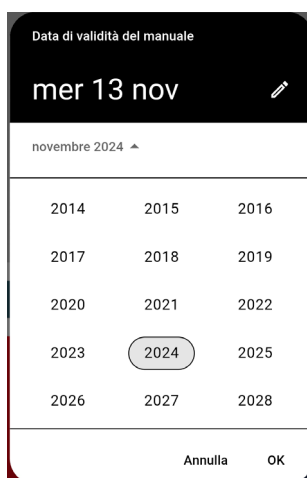 Data di validità del manuale
mer 13 nov
novembre 2024
2014 2015 2016
2017 2018 2019
2020 2021 2022
2023 2024 2025
2026 2027 2028
Annulla OK